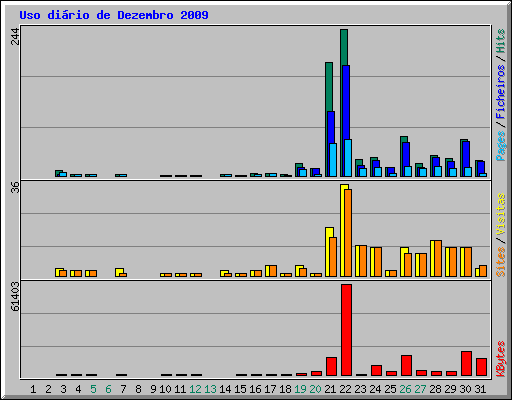 Uso diário de Dezembro 2009
244
36
61403
Pages / Ficheiros / Hits
Sites / Visitas
KBytes
1 2 3 4 5 6 7 8 9 10 11 12 13 14 15 16 17 18 19 20 21 22 23 24 25 26 27 28 29 30 31